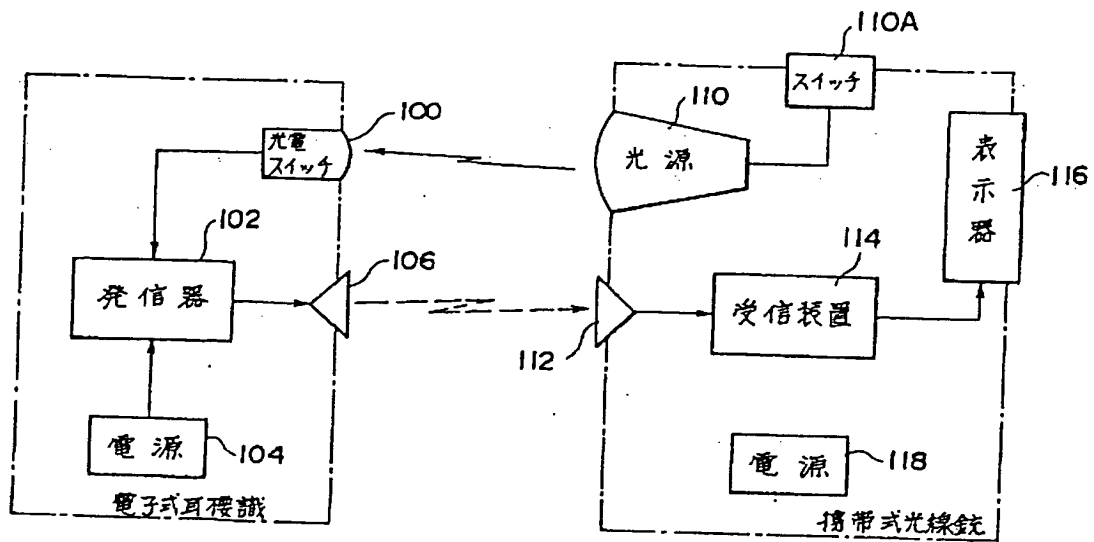 110A
スイッチ
110
100
光電
スイッチ
光源
表示器
116
102
106
114
発信器
受信装置
112
電源
104
電源
118
電子式耳標識
携帯式光線銃